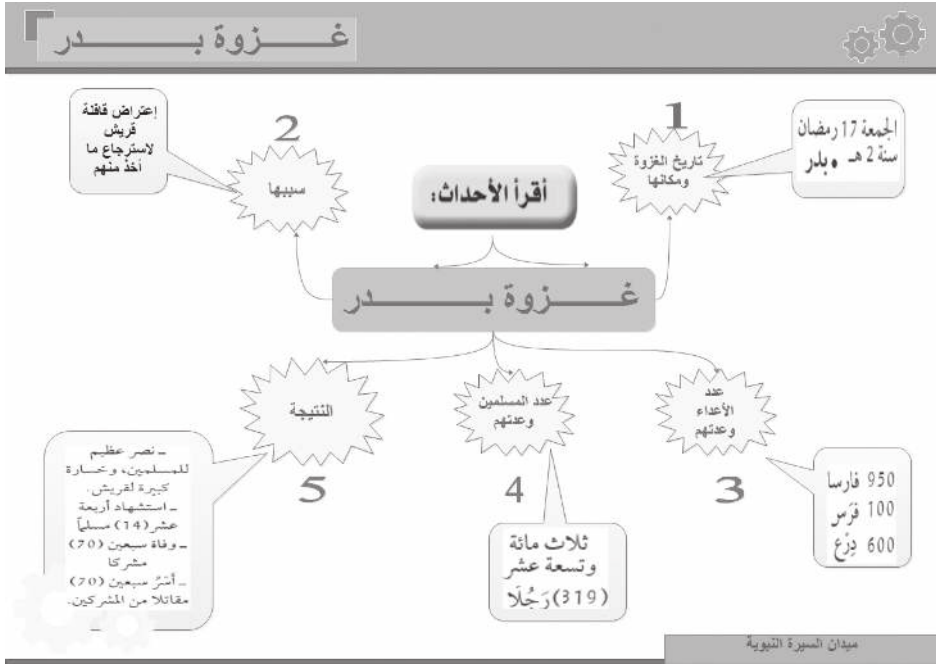 غـــــزوة بـــــــدر
1
الجمعة 17 رمضان
سنة 2 هـ • بدر
تاريخ الغزوة
ومكانها
2
إعتراض قافلة
قريش
لاسترجاع ما
أخذ منهم
سببها
أقرأ الأحداث:
غـــــزوة بـــــــدر
عدد
الأعداء
وعدتهم
3
950 فارسا
100 فَرَس
600 دِرْع
عدد المسلمين
وعدتهم
4
ثلاث مائة
وتسعة عشر
(319) رَجُلًا
النتيجة
5
ـ نصر عظيم
للمسلمين، وخسارة
كبيرة لقريش.
ـ استشهاد أربعة
عشر (14) مسلماً
ـ وفاة سبعين (70)
مشركا
ـ أَسْرُ سبعين (70)
مقاتلا من المشركين.
ميدان السيرة النبوية